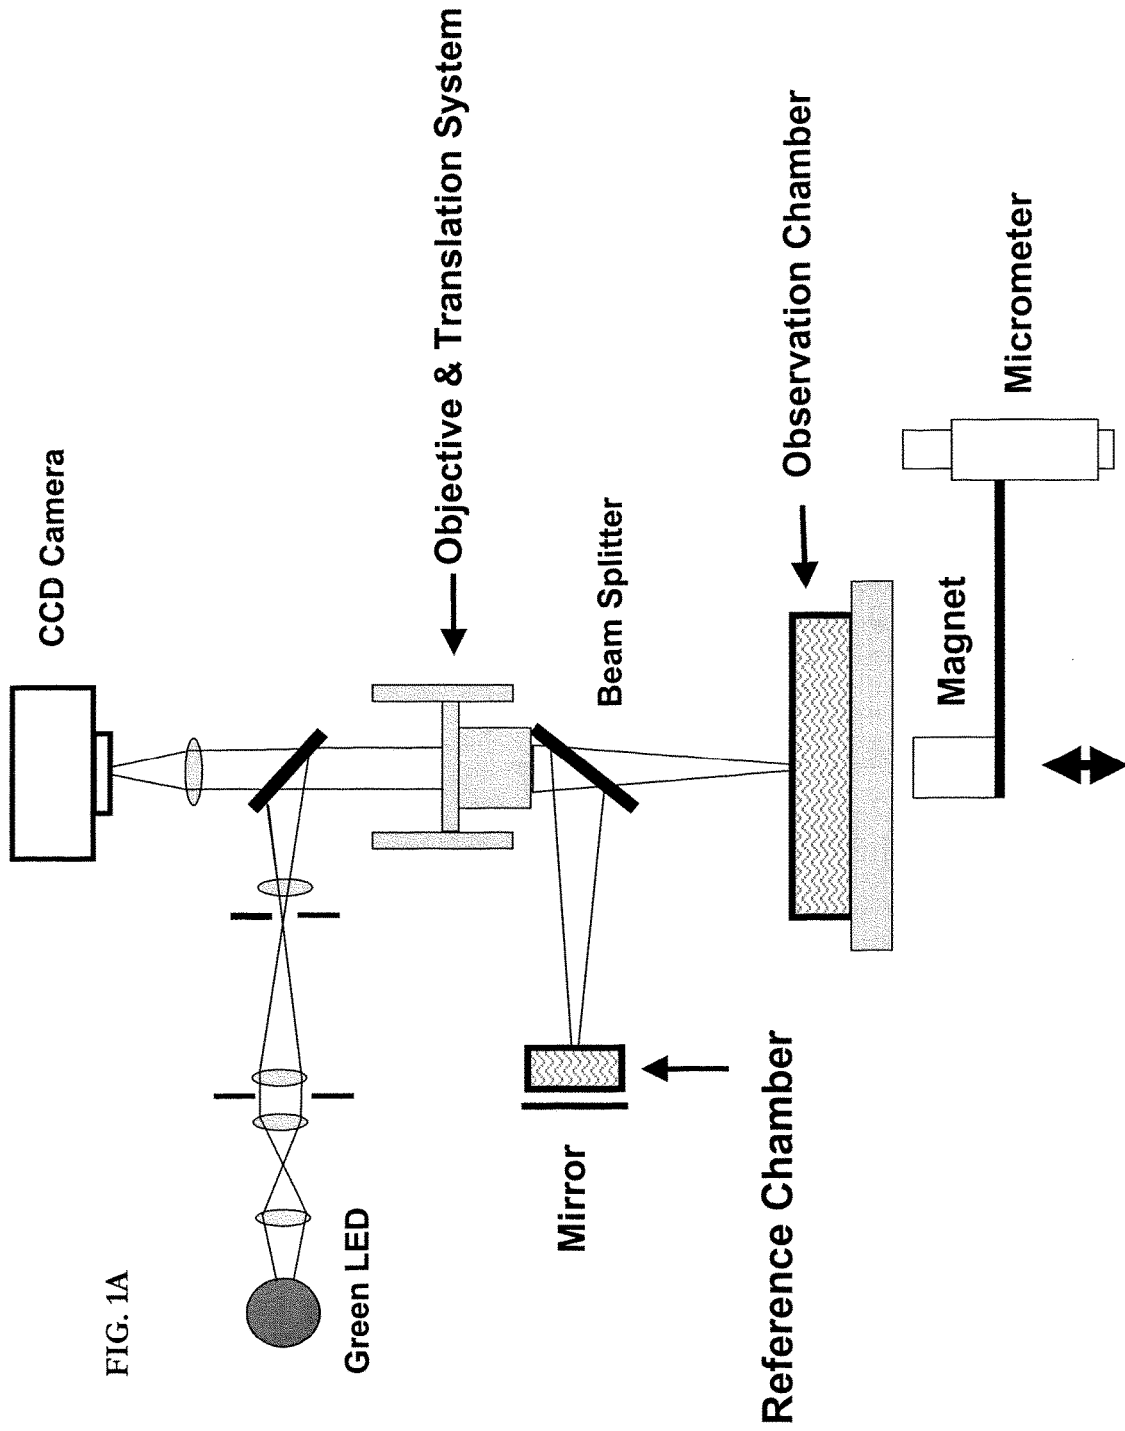 FIG. 1A
CCD Camera
Green LED
Objective & Translation System
Beam Splitter
Mirror
Reference Chamber
Observation Chamber
Magnet
Micrometer